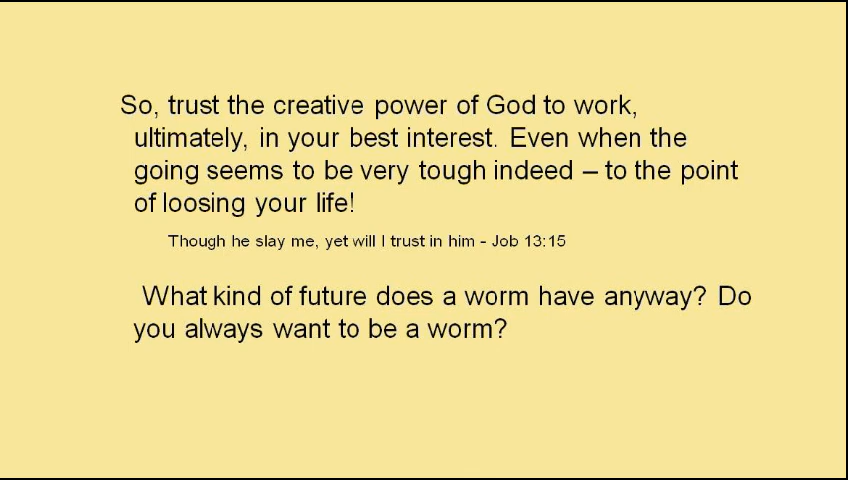 So, trust the creative power of God to work,
ultimately, in your best interest. Even when the
going seems to be very tough indeed – to the point
of loosing your life!
Though he slay me, yet will I trust in him - Job 13:15
What kind of future does a worm have anyway? Do
you always want to be a worm?